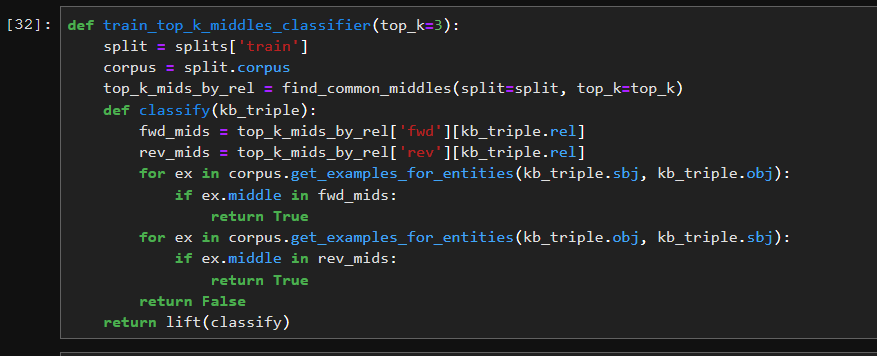 [32]: def train_top_k_middles_classifier(top_k=3):
    split = splits['train']
    corpus = split.corpus
    top_k_mids_by_rel = find_common_middles(split=split, top_k=top_k)
    def classify(kb_triple):
        fwd_mids = top_k_mids_by_rel['fwd'][kb_triple.rel]
        rev_mids = top_k_mids_by_rel['rev'][kb_triple.rel]
        for ex in corpus.get_examples_for_entities(kb_triple.sbj, kb_triple.obj):
            if ex.middle in fwd_mids:
                return True
        for ex in corpus.get_examples_for_entities(kb_triple.obj, kb_triple.sbj):
            if ex.middle in rev_mids:
                return True
        return False
    return lift(classify)